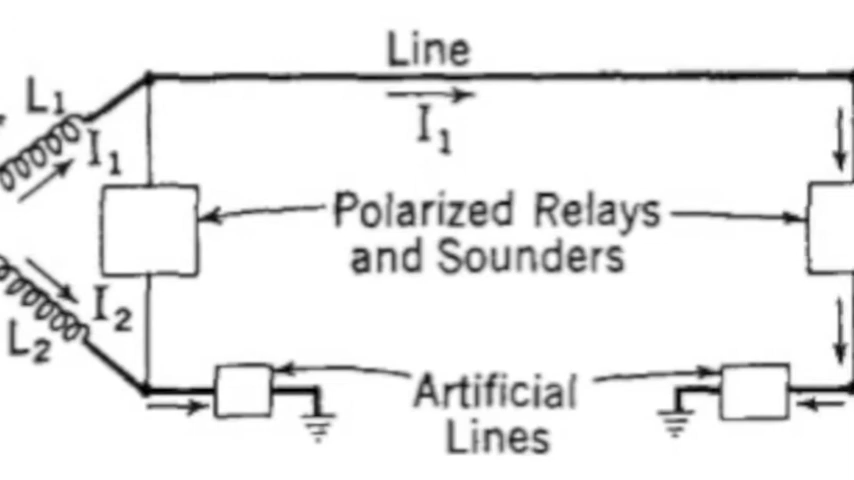 Line
L1
I1
I1
Polarized Relays
and Sounders
I2
L2
Artificial
Lines